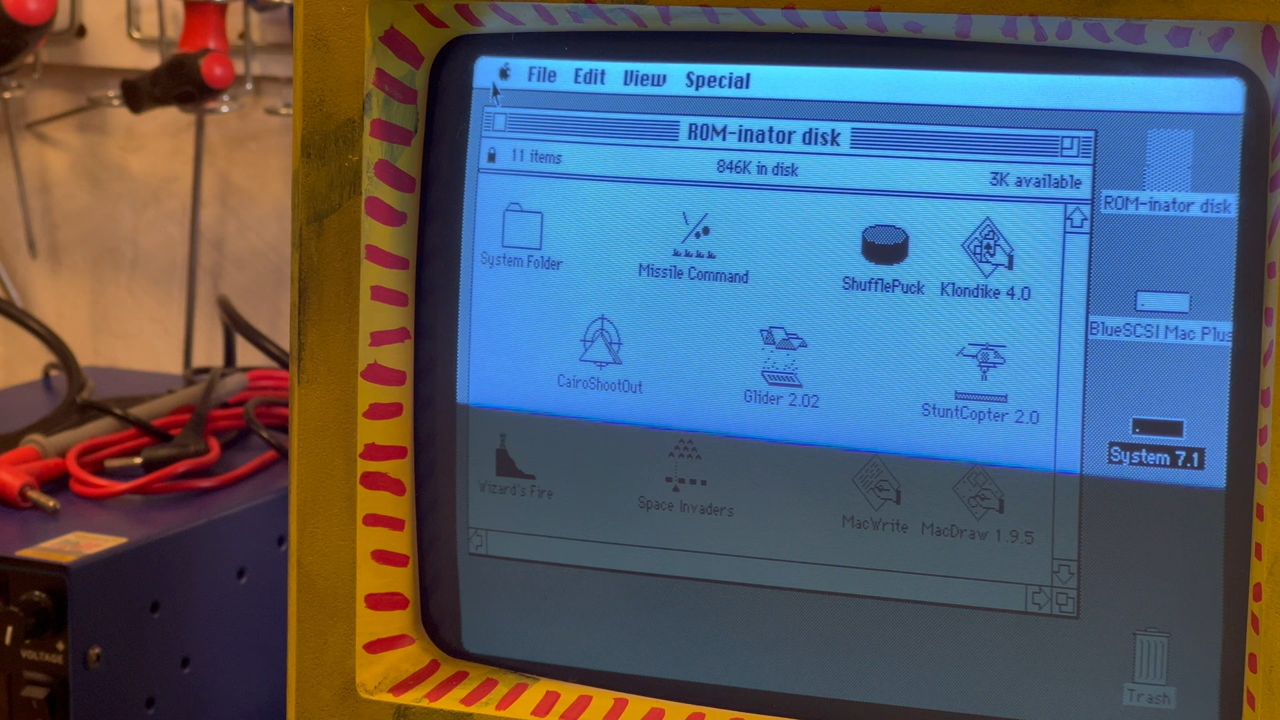 File Edit View Special
ROM-inator disk
11 items 846K in disk 3K available
ROM-inator disk
System Folder
Missile Command
ShufflePuck
Klondike 4.0
BlueSCSI Mac Plus
CairoShootOut
Glider 2.02
StuntCopter 2.0
System 7.1
Wizard's Fire
Space Invaders
MacWrite
MacDraw 1.9.5
Trash
VOLTAGE